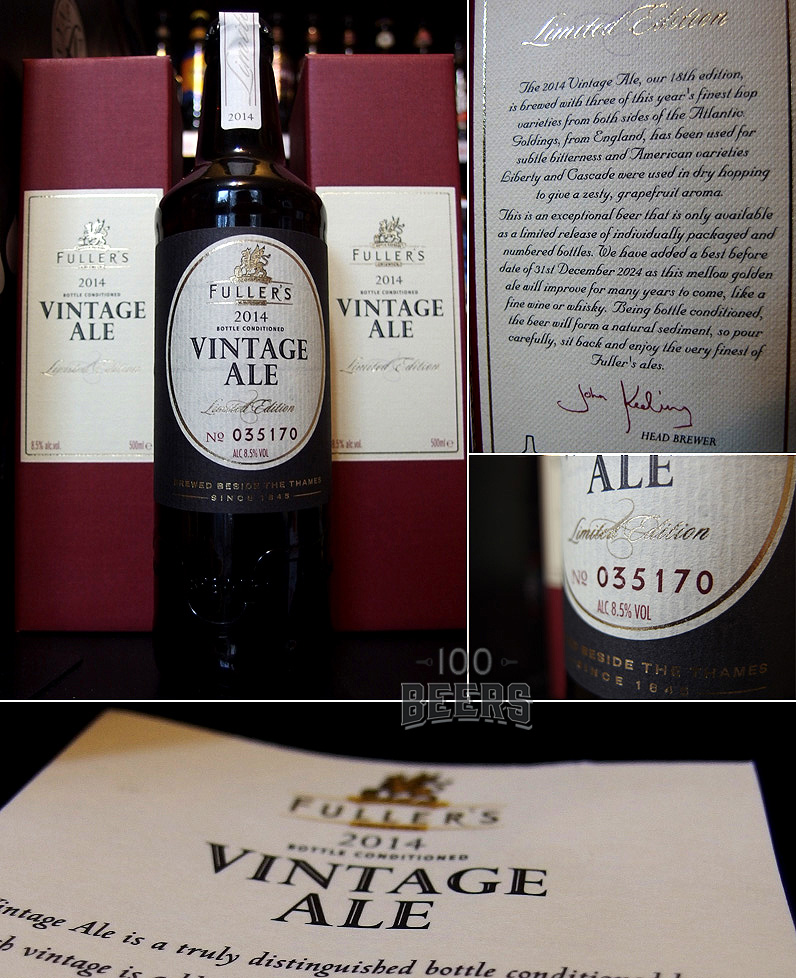 FULLER'S
2014
BOTTLE CONDITIONED
VINTAGE
ALE
Limited Edition
8.5% alc.vol.
500ml ℮
2014
FULLER'S
2014
BOTTLE CONDITIONED
VINTAGE
ALE
Limited Edition
No 035170
ALC 8.5% VOL
BREWED BESIDE THE THAMES
SINCE 1845
FULLER'S
2014
BOTTLE CONDITIONED
VINTAGE
ALE
Limited Edition
8.5% alc.vol.
500ml ℮
Limited Edition
The 2014 Vintage Ale, our 18th edition,
is brewed with three of this year's finest hop
varieties from both sides of the Atlantic
Goldings, from England, has been used for
subtle bitterness and American varieties
Liberty and Cascade were used in dry hopping
to give a zesty, grapefruit aroma.
This is an exceptional beer that is only available
as a limited release of individually packaged and
numbered bottles. We have added a best before
date of 31st December 2024 as this mellow golden
ale will improve for many years to come, like a
fine wine or whisky. Being bottle conditioned,
the beer will form a natural sediment, so pour
carefully, sit back and enjoy the very finest of
Fuller's ales.
John Keeling
HEAD BREWER
ALE
Limited Edition
No 035170
ALC 8.5% VOL
BESIDE THE THAMES
SINCE 1845
100
BEERS
FULLER'S
2014
BOTTLE CONDITIONED
VINTAGE
ALE
intage Ale is a truly distinguished bottle conditioned
vintage is a